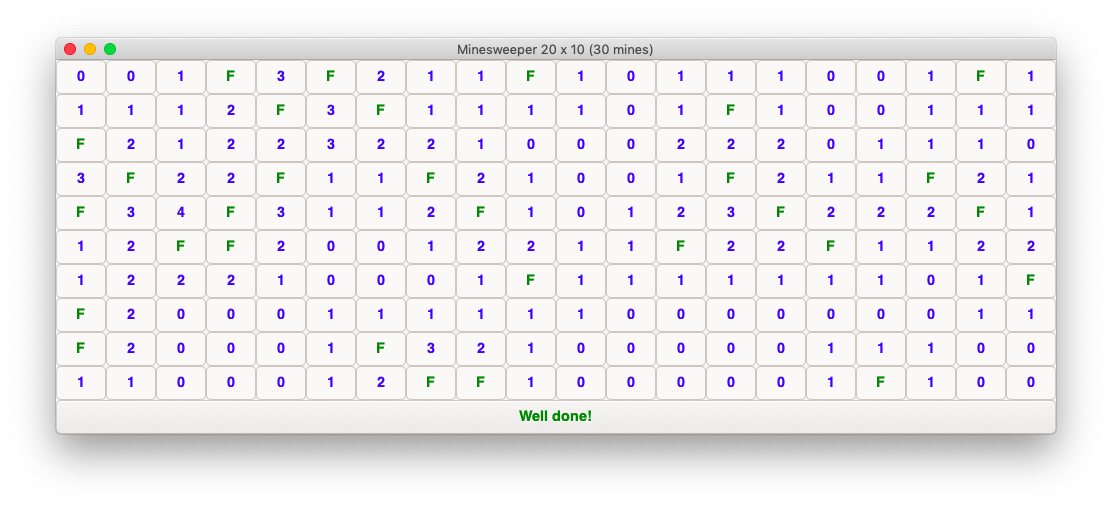 Minesweeper 20 x 10 (30 mines)
0 0 1 F 3 F 2 1 1 F 1 0 1 1 1 0 0 1 F 1
1 1 1 2 F 3 F 1 1 1 1 0 1 F 1 0 0 1 1 1
F 2 1 2 2 3 2 2 1 0 0 0 2 2 2 0 1 1 1 0
3 F 2 2 F 1 1 F 2 1 0 0 1 F 2 1 1 F 2 1
F 3 4 F 3 1 1 2 F 1 0 1 2 3 F 2 2 2 F 1
1 2 F F 2 0 0 1 2 2 1 1 F 2 2 F 1 1 2 2
1 2 2 2 1 0 0 0 1 F 1 1 1 1 1 1 1 0 1 F
F 2 0 0 0 1 1 1 1 1 1 0 0 0 0 0 0 0 1 1
F 2 0 0 0 1 F 3 2 1 0 0 0 0 0 1 1 1 0 0
1 1 0 0 0 1 2 F F 1 0 0 0 0 0 1 F 1 0 0
Well done!